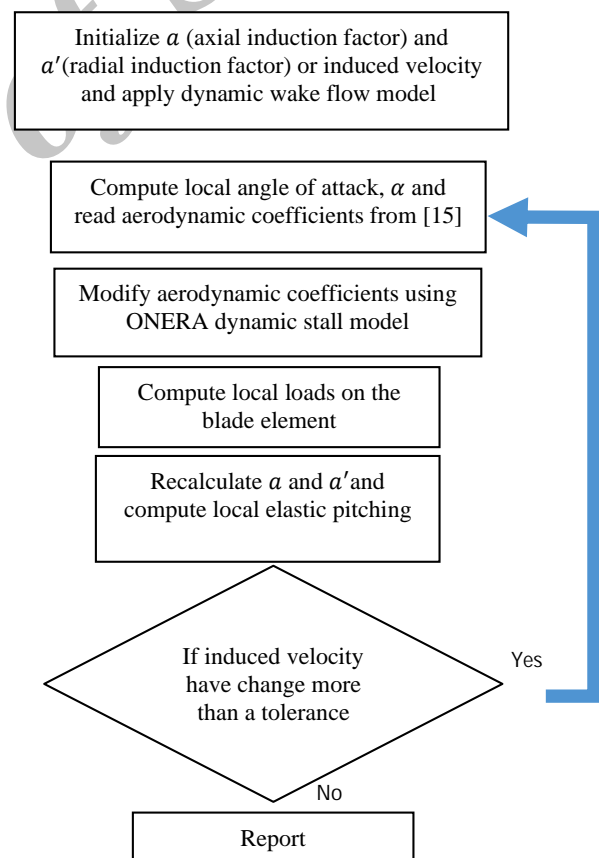 Initialize a (axial induction factor) and
a′(radial induction factor) or induced velocity
and apply dynamic wake flow model
Compute local angle of attack, α and
read aerodynamic coefficients from [15]
Modify aerodynamic coefficients using
ONERA dynamic stall model
Compute local loads on the
blade element
Recalculate a and a′and
compute local elastic pitching
If induced velocity
have change more
than a tolerance
Yes
No
Report